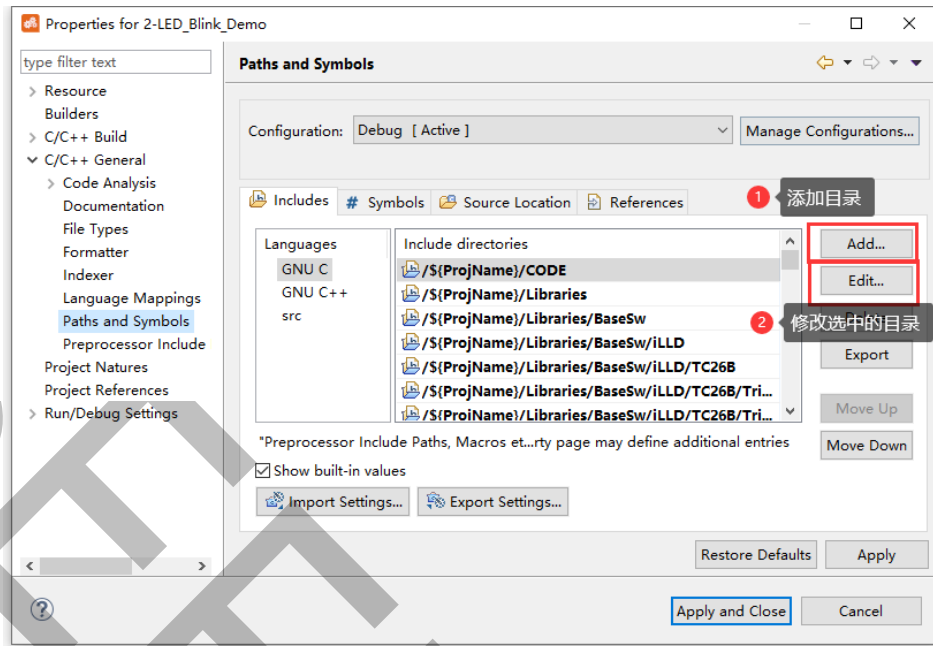 Properties for 2-LED_Blink_Demo
type filter text
Resource
Builders
C/C++ Build
C/C++ General
Code Analysis
Documentation
File Types
Formatter
Indexer
Language Mappings
Paths and Symbols
Preprocessor Include
Project Natures
Project References
Run/Debug Settings
Paths and Symbols
Configuration: Debug [ Active ]
Manage Configurations...
Includes # Symbols Source Location References
1 添加目录
Languages
GNU C
GNU C++
src
Include directories
/${ProjName}/CODE
/${ProjName}/Libraries
/${ProjName}/Libraries/BaseSw
/${ProjName}/Libraries/BaseSw/iLLD
/${ProjName}/Libraries/BaseSw/iLLD/TC26B
/${ProjName}/Libraries/BaseSw/iLLD/TC26B/Tri...
/${ProjName}/Libraries/BaseSw/iLLD/TC26B/Tri...
Add...
Edit...
2 修改选中的目录
Export
Move Up
Move Down
"Preprocessor Include Paths, Macros et...rty page may define additional entries
Show built-in values
Import Settings... Export Settings...
Restore Defaults Apply
Apply and Close Cancel